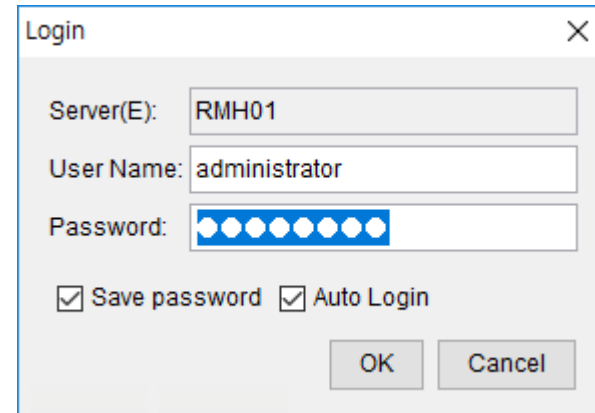 Login
Server(E): RMH01
User Name: administrator
Password: ●●●●●●●●
Save password Auto Login
OK Cancel